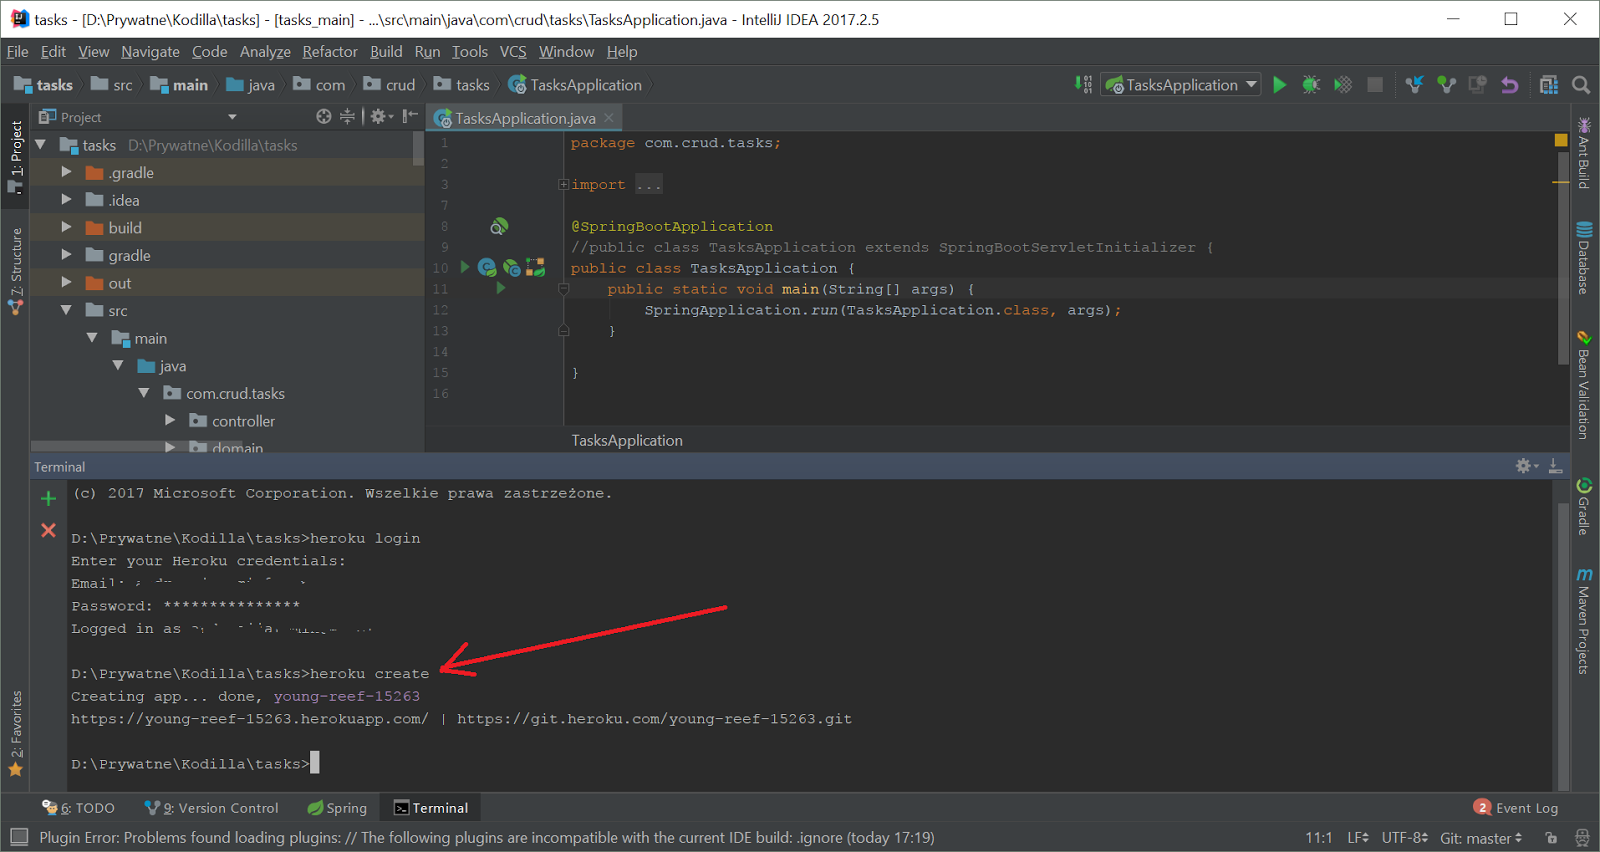 tasks - [D:\Prywatne\Kodilla\tasks] - [tasks_main] - ...\src\main\java\com\crud\tasks\TasksApplication.java - IntelliJ IDEA 2017.2.5
File Edit View Navigate Code Analyze Refactor Build Run Tools VCS Window Help
tasks src main java com crud tasks TasksApplication TasksApplication
Project TasksApplication.java
1: Project
7: Structure
2: Favorites
tasks D:\Prywatne\Kodilla\tasks
.gradle
.idea
build
gradle
out
src
main
java
com.crud.tasks
controller
domain
1 package com.crud.tasks;
2
3 import ...
7
8 @SpringBootApplication
9 //public class TasksApplication extends SpringBootServletInitializer {
10 public class TasksApplication {
11 public static void main(String[] args) {
12 SpringApplication.run(TasksApplication.class, args);
13 }
14
15 }
16
TasksApplication
Ant Build
Database
Bean Validation
Gradle
Maven Projects
Terminal
(c) 2017 Microsoft Corporation. Wszelkie prawa zastrzeżone.
D:\Prywatne\Kodilla\tasks>heroku login
Enter your Heroku credentials:
Email:
Password: ***************
Logged in as
D:\Prywatne\Kodilla\tasks>heroku create
Creating app... done, young-reef-15263
https://young-reef-15263.herokuapp.com/ | https://git.heroku.com/young-reef-15263.git
D:\Prywatne\Kodilla\tasks>
6: TODO 9: Version Control Spring Terminal 2 Event Log
Plugin Error: Problems found loading plugins: // The following plugins are incompatible with the current IDE build: .ignore (today 17:19) 11:1 LF UTF-8 Git: master